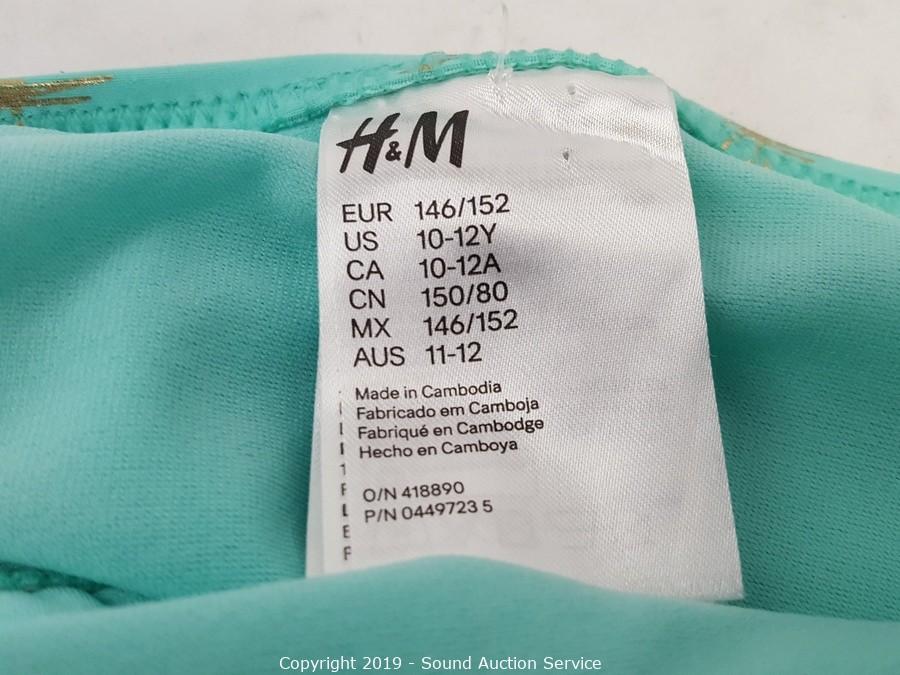 H&M
EUR 146/152
US 10-12Y
CA 10-12A
CN 150/80
MX 146/152
AUS 11-12
Made in Cambodia
Fabricado em Camboja
Fabriqué en Cambodge
Hecho en Camboya
O/N 418890
P/N 0449723 5
Copyright 2019 - Sound Auction Service